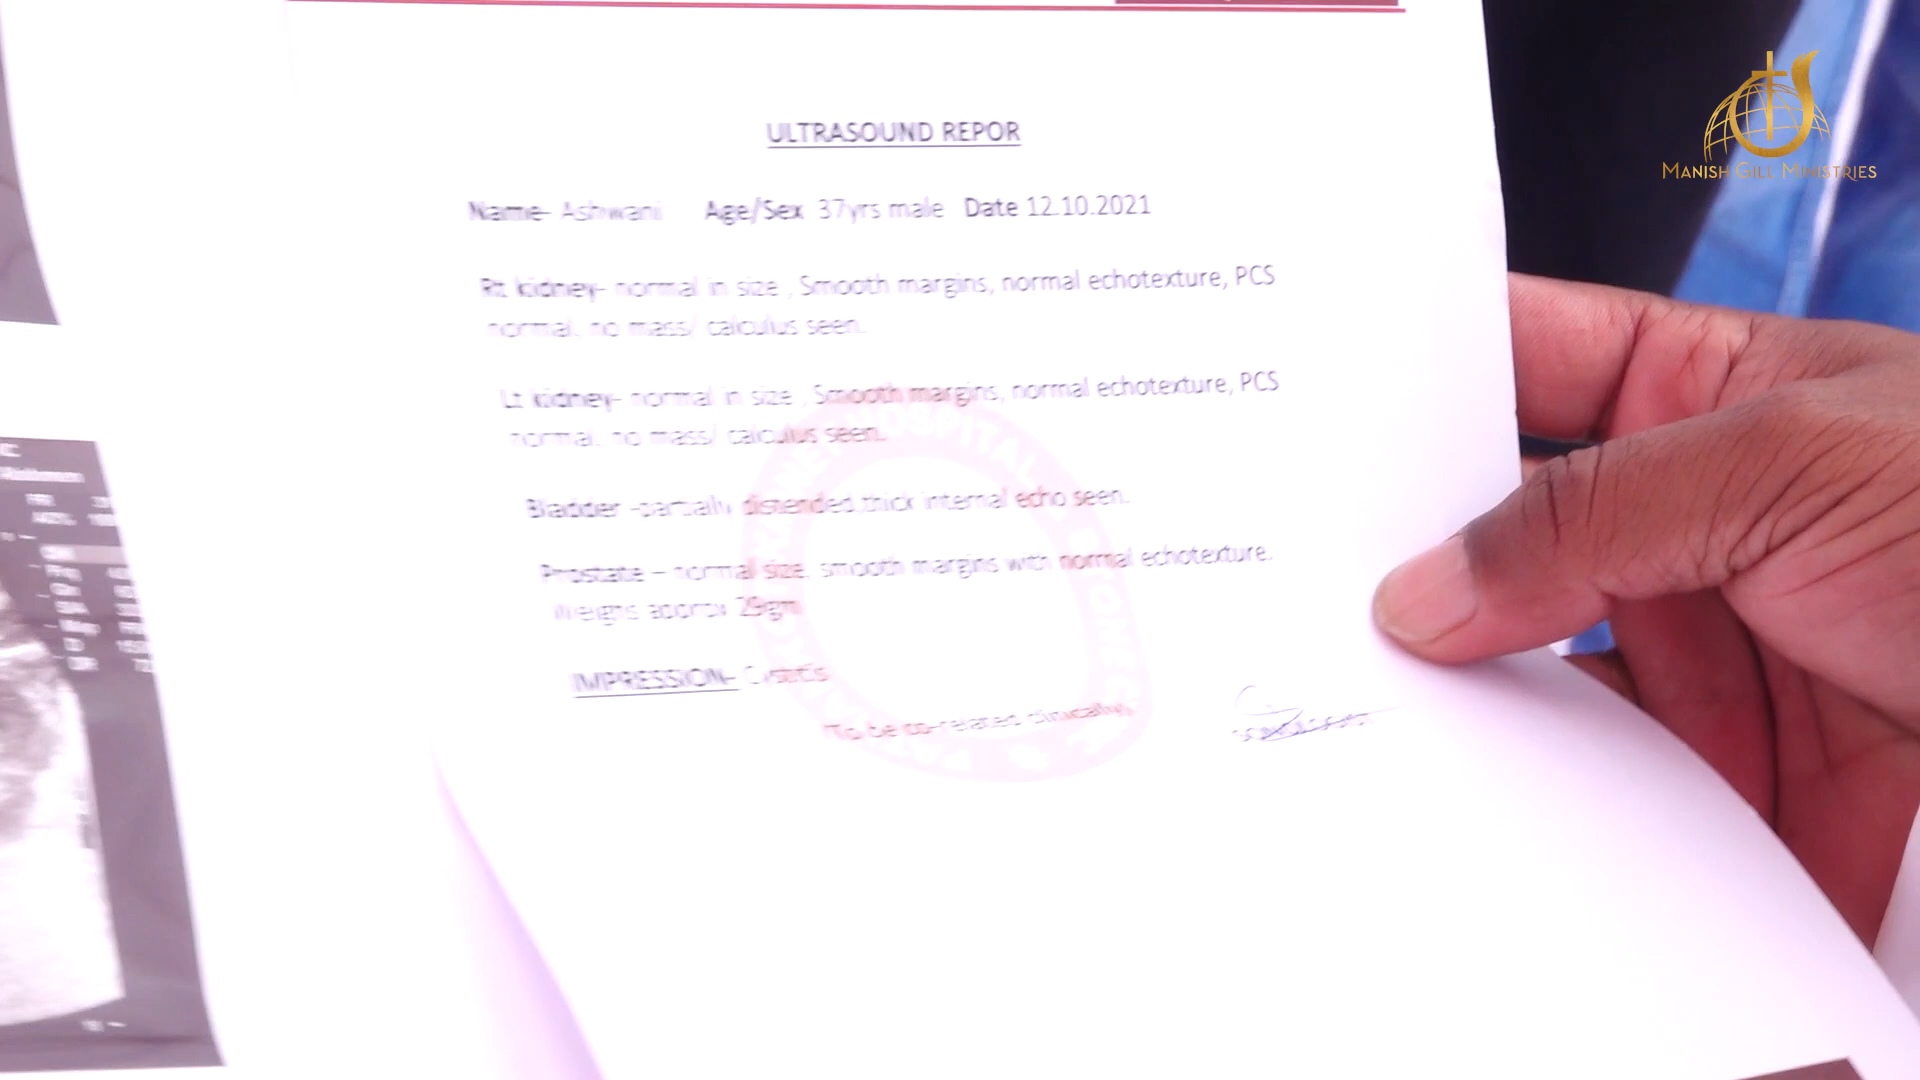 MANISH GILL MINISTRIES
ULTRASOUND REPOR
Name- Ashwani Age/Sex 37yrs male Date 12.10.2021
Rt kidney- normal in size , Smooth margins, normal echotexture, PCS
normal, no mass/ calculus seen.
Lt kidney- normal in size , Smooth margins, normal echotexture, PCS
normal, no mass/ calculus seen.
Bladder -partially distended,thick internal echo seen.
Prostate – normal size, smooth margins with normal echotexture.
Weighs approx 29gm
IMPRESSION- Cystitis
To be co-related clinically.
HOSPITAL
STONE